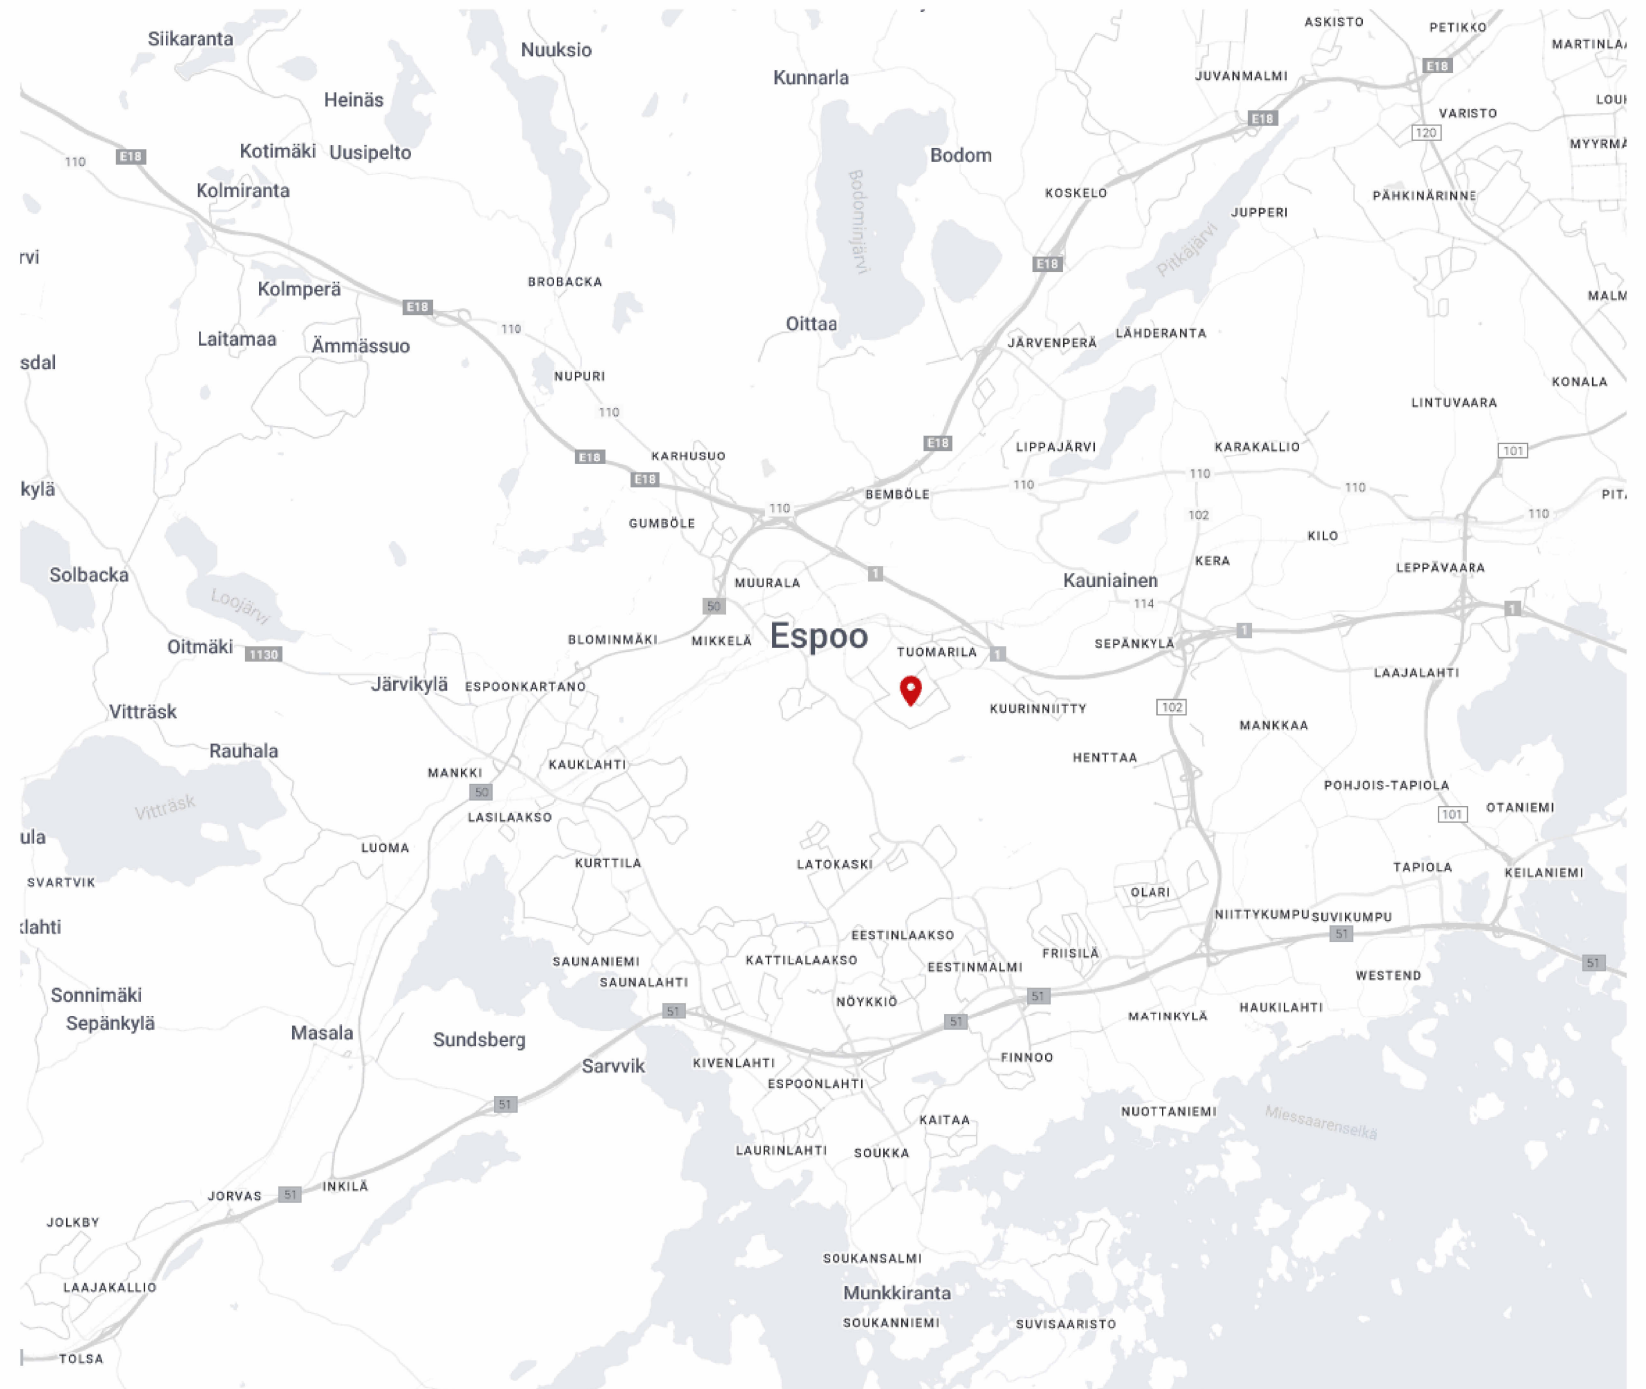 ASKISTO
PETIKKO
Siikaranta
Nuuksio
MARTINLAA
E18
Kunnarla
JUVANMALMI
Heinäs
LOUH
VARISTO
E18
120
MYYRMÄ
110
E18
Kotimäki
Uusipelto
Bodom
Kolmiranta
KOSKELO
PÄHKINÄRINNE
JUPPERI
Bodominjärvi
Pitkäjärvi
rvi
E18
BROBACKA
Kolmperä
MALM
E18
Oittaa
110
LÄHDERANTA
Laitamaa
Ämmässuo
JÄRVENPERÄ
sdal
NUPURI
KONALA
LINTUVAARA
110
E18
LIPPAJÄRVI
KARAKALLIO
101
E18
KARHUSUO
E18
110
110
110
kylä
BEMBÖLE
PIT
110
102
110
GUMBÖLE
KILO
KERA
LEPPÄVAARA
Solbacka
1
MUURALA
Kauniainen
Loojärvi
50
114
1
Espoo
1
BLOMINMÄKI
MIKKELÄ
SEPÄNKYLÄ
Oitmäki
1130
TUOMARILA
1
LAAJALAHTI
Järvikylä
ESPOONKARTANO
Vitträsk
KUURINNIITTY
102
MANKKAA
Rauhala
HENTTAA
KAUKLAHTI
MANKKI
50
POHJOIS-TAPIOLA
Vitträsk
OTANIEMI
101
LASILAAKSO
ula
LUOMA
KURTTILA
LATOKASKI
TAPIOLA
KEILANIEMI
SVARTVIK
OLARI
NIITTYKUMPU
SUVIKUMPU
klahti
EESTINLAAKSO
51
FRIISILÄ
SAUNANIEMI
KATTILALAAKSO
EESTINMALMI
51
WESTEND
SAUNALAHTI
Sonnimäki
51
NÖYKKIÖ
HAUKILAHTI
51
Sepänkylä
51
MATINKYLÄ
Masala
Sundsberg
FINNOO
Sarvvik
KIVENLAHTI
ESPOONLAHTI
51
NUOTTANIEMI
Miessaarenselkä
KAITAA
LAURINLAHTI
SOUKKA
INKILÄ
JORVAS
51
JOLKBY
SOUKANSALMI
LAAJAKALLIO
Munkkiranta
SOUKANNIEMI
SUVISAARISTO
TOLSA